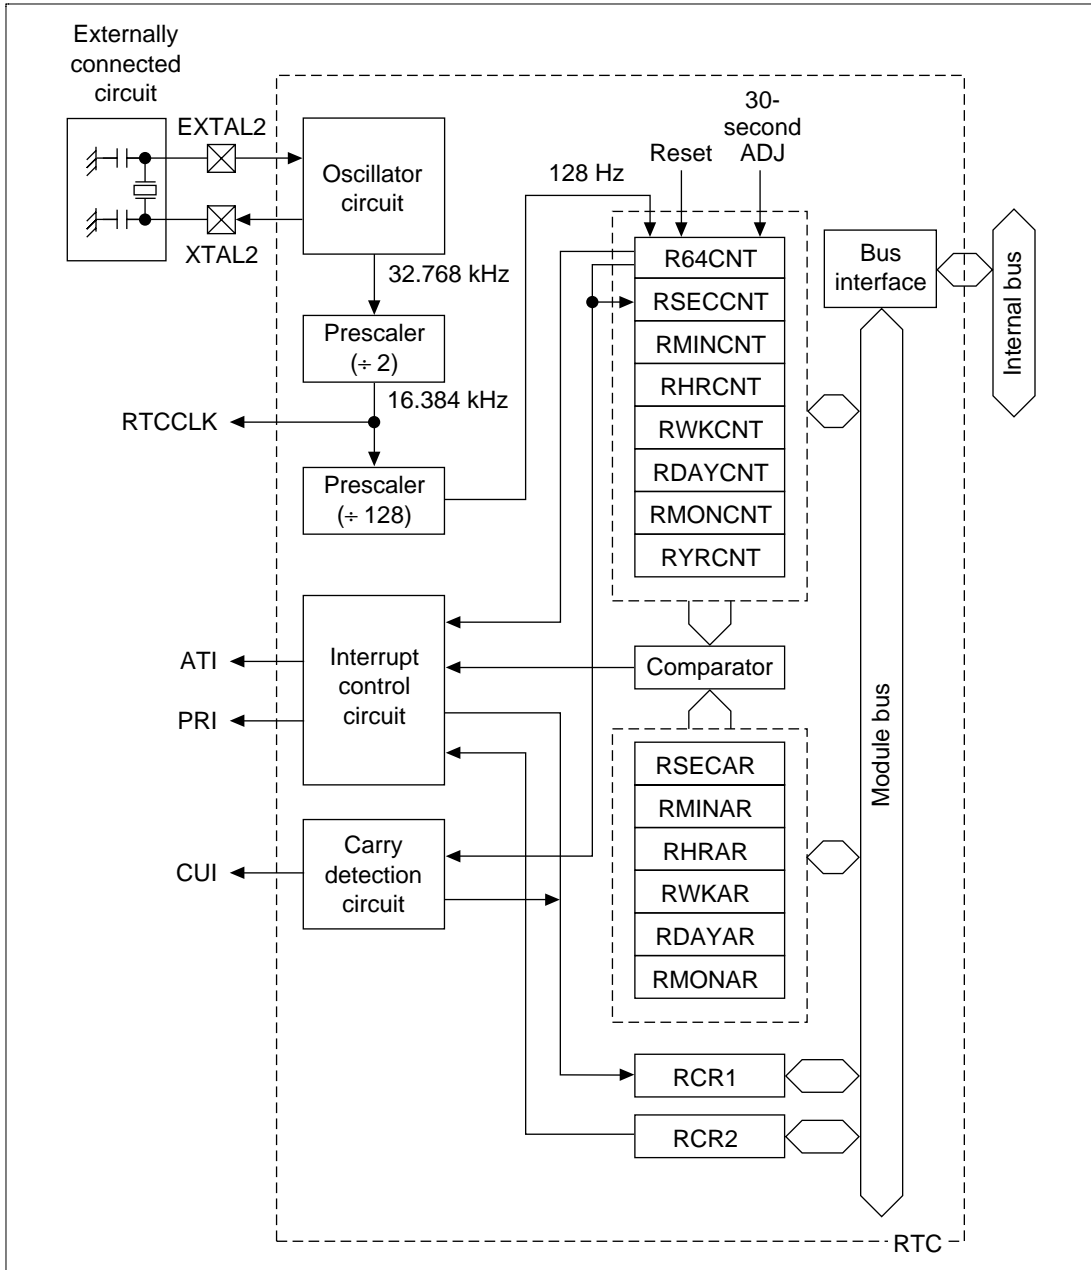 Externally
connected
circuit
EXTAL2
XTAL2
Oscillator
circuit
32.768 kHz
Prescaler
(÷ 2)
16.384 kHz
RTCCLK
Prescaler
(÷ 128)
128 Hz
Reset
30-
second
ADJ
R64CNT
RSECCNT
RMINCNT
RHRCNT
RWKCNT
RDAYCNT
RMONCNT
RYRCNT
Bus
interface
Internal bus
Module bus
ATI
PRI
Interrupt
control
circuit
Comparator
CUI
Carry
detection
circuit
RSECAR
RMINAR
RHRAR
RWKAR
RDAYAR
RMONAR
RCR1
RCR2
RTC